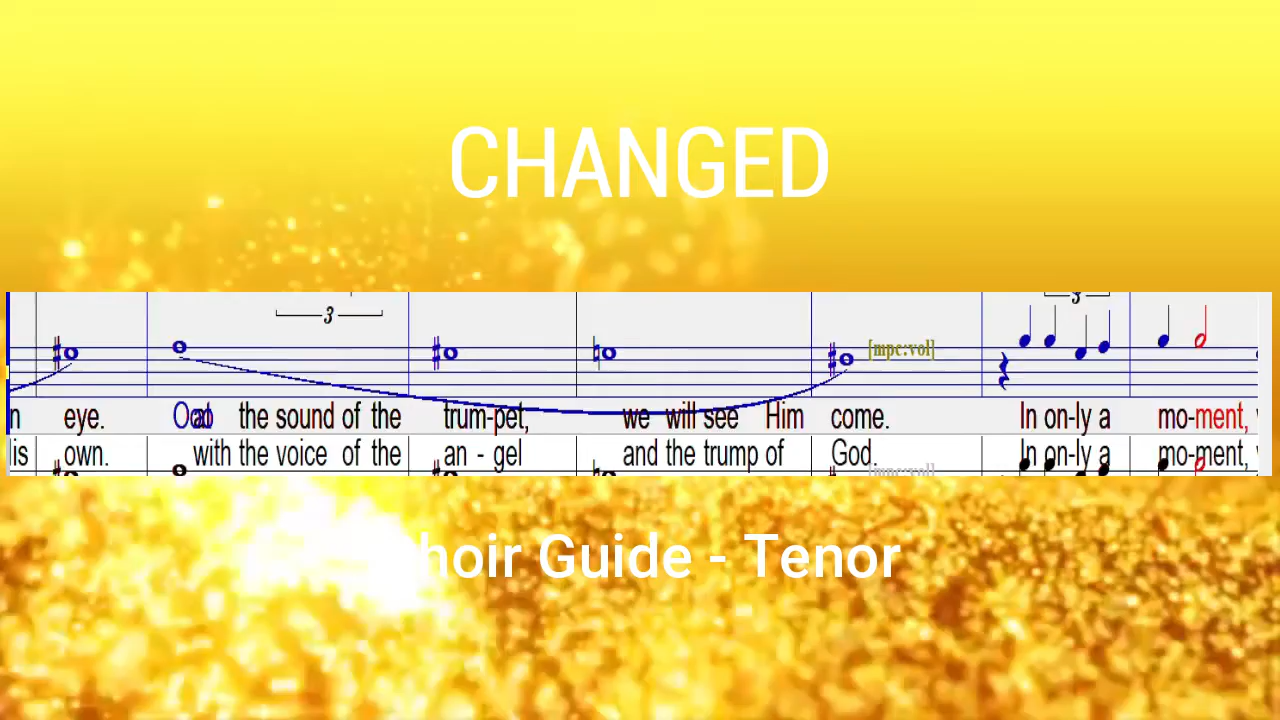 CHANGED
3
3
[mpc:vol]
n eye. the sound of the trum-pet, we will see Him come. In on-ly a mo-ment,
is own. with the voice of the an - gel and the trump of God. In on-ly a mo-ment,
[mpc:vol]
hoir Guide - Tenor